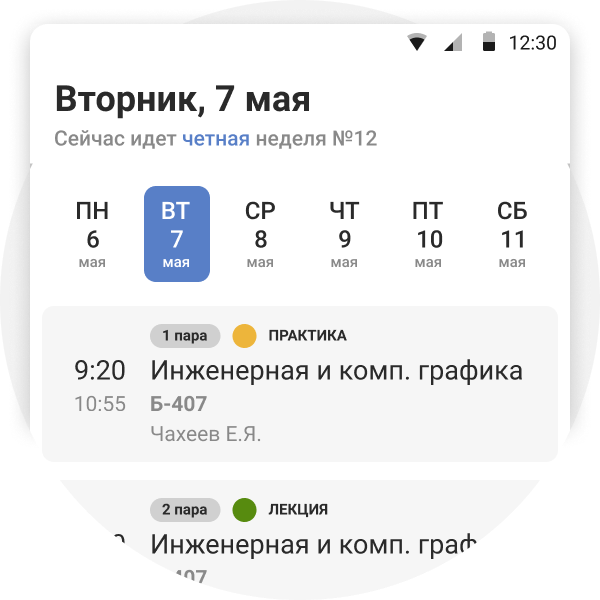 12:30
Вторник, 7 мая
Сейчас идет четная неделя №12
ПН ВТ СР ЧТ ПТ СБ
6 7 8 9 10 11
мая мая мая мая мая мая
1 пара ПРАКТИКА
9:20 Инженерная и комп. графика
10:55 Б-407
Чахеев Е.Я.
2 пара ЛЕКЦИЯ
Инженерная и комп.